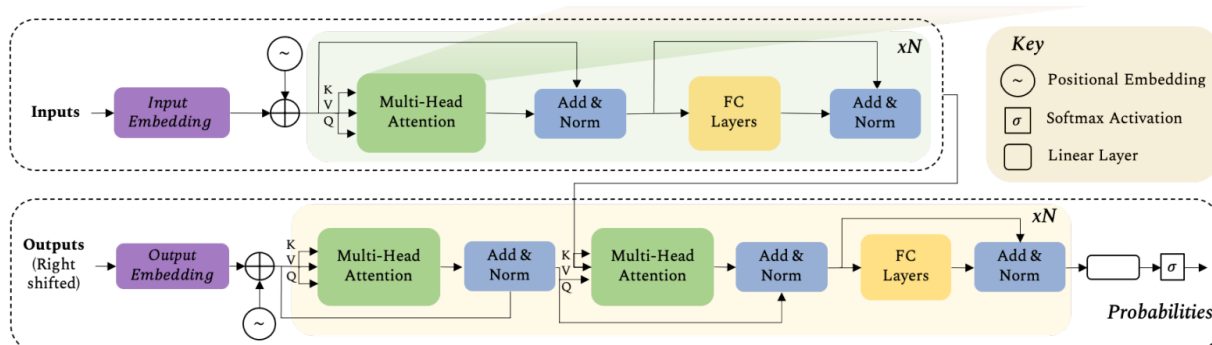 xN
Inputs
Input
Embedding
~
K
V
Q
Multi-Head
Attention
Add &
Norm
FC
Layers
Add &
Norm
Key
~ Positional Embedding
σ Softmax Activation
Linear Layer
xN
Outputs
(Right
shifted)
Output
Embedding
~
K
V
Q
Multi-Head
Attention
Add &
Norm
K
V
Q
Multi-Head
Attention
Add &
Norm
FC
Layers
Add &
Norm
σ
Probabilities